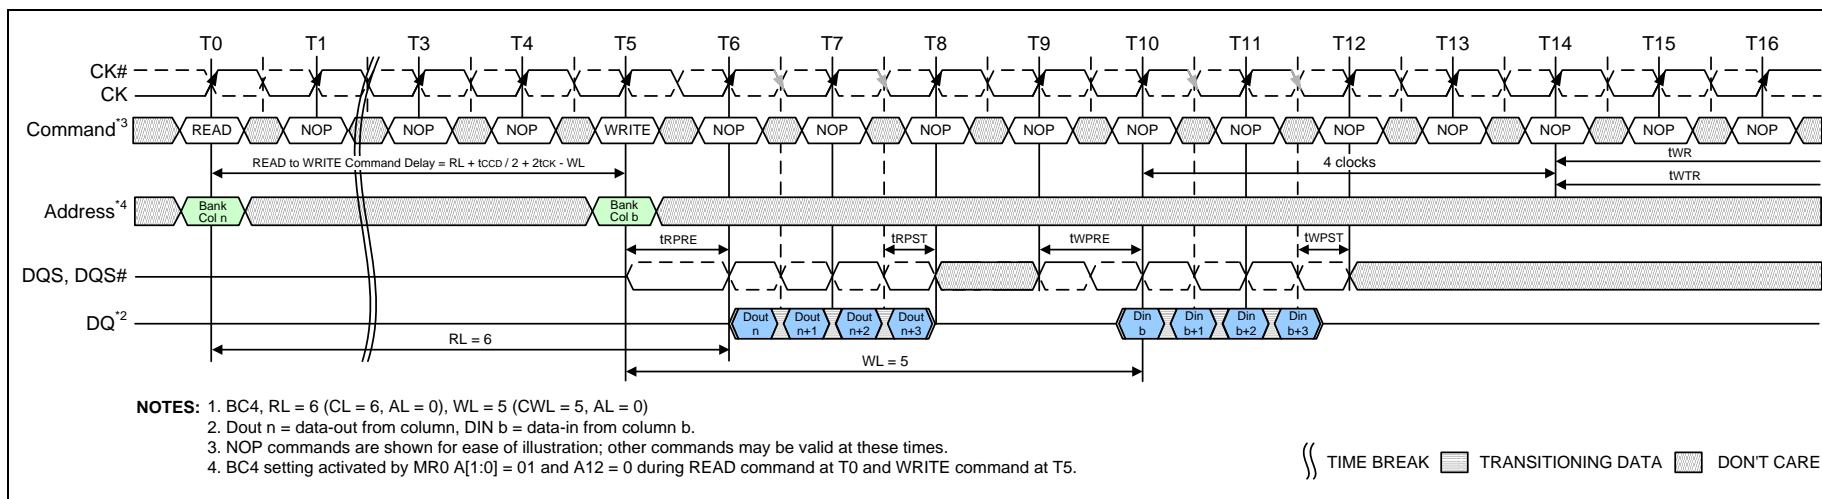 T0 T1 T3 T4 T5 T6 T7 T8 T9 T10 T11 T12 T13 T14 T15 T16
CK#
CK
Command*3 READ NOP NOP NOP WRITE NOP NOP NOP NOP NOP NOP NOP NOP NOP NOP NOP
READ to WRITE Command Delay = RL + tCCD / 2 + 2tCK - WL 4 clocks tWR
tWTR
Address*4 Bank Col n Bank Col b
tRPRE tRPST tWPRE tWPST
DQS, DQS#
DQ*2 Dout n Dout n+1 Dout n+2 Dout n+3 Din b Din b+1 Din b+2 Din b+3
RL = 6
WL = 5
NOTES: 1. BC4, RL = 6 (CL = 6, AL = 0), WL = 5 (CWL = 5, AL = 0)
2. Dout n = data-out from column, DIN b = data-in from column b.
3. NOP commands are shown for ease of illustration; other commands may be valid at these times.
4. BC4 setting activated by MR0 A[1:0] = 01 and A12 = 0 during READ command at T0 and WRITE command at T5.
TIME BREAK TRANSITIONING DATA DON'T CARE